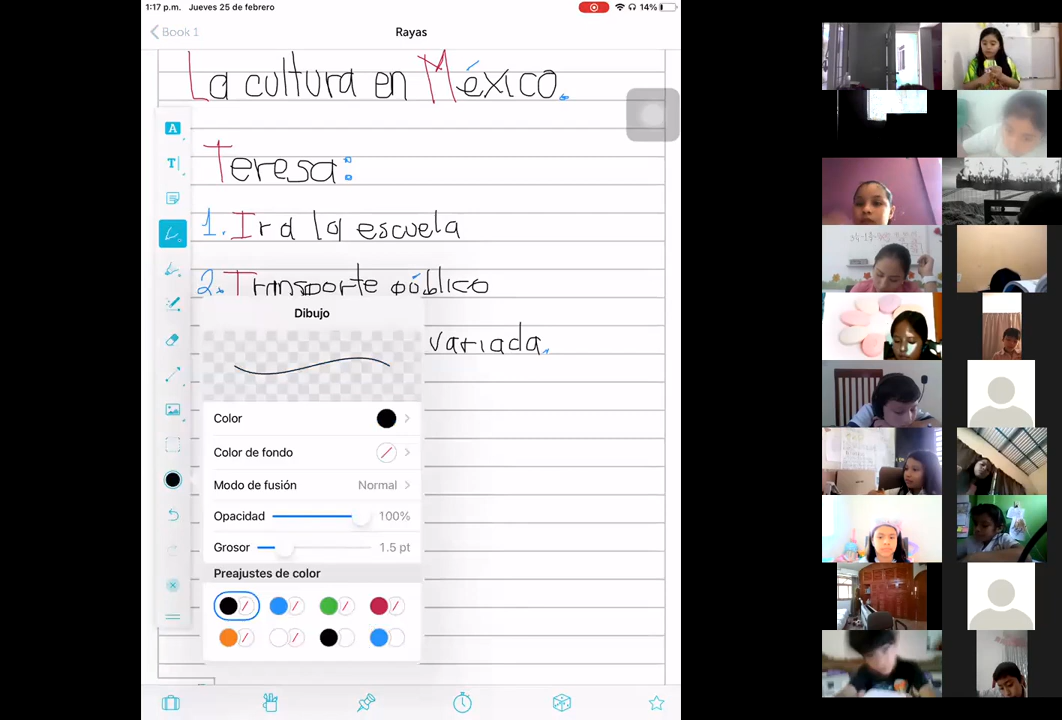 1:17 p.m. Jueves 25 de febrero
14%
Book 1
Rayas
La cultura en México.
Teresa:
1. Ir a la escuela
2. Transporte público
variada.
Dibujo
Color
Color de fondo
Modo de fusión Normal
Opacidad 100%
Grosor 1.5 pt
Preajustes de color